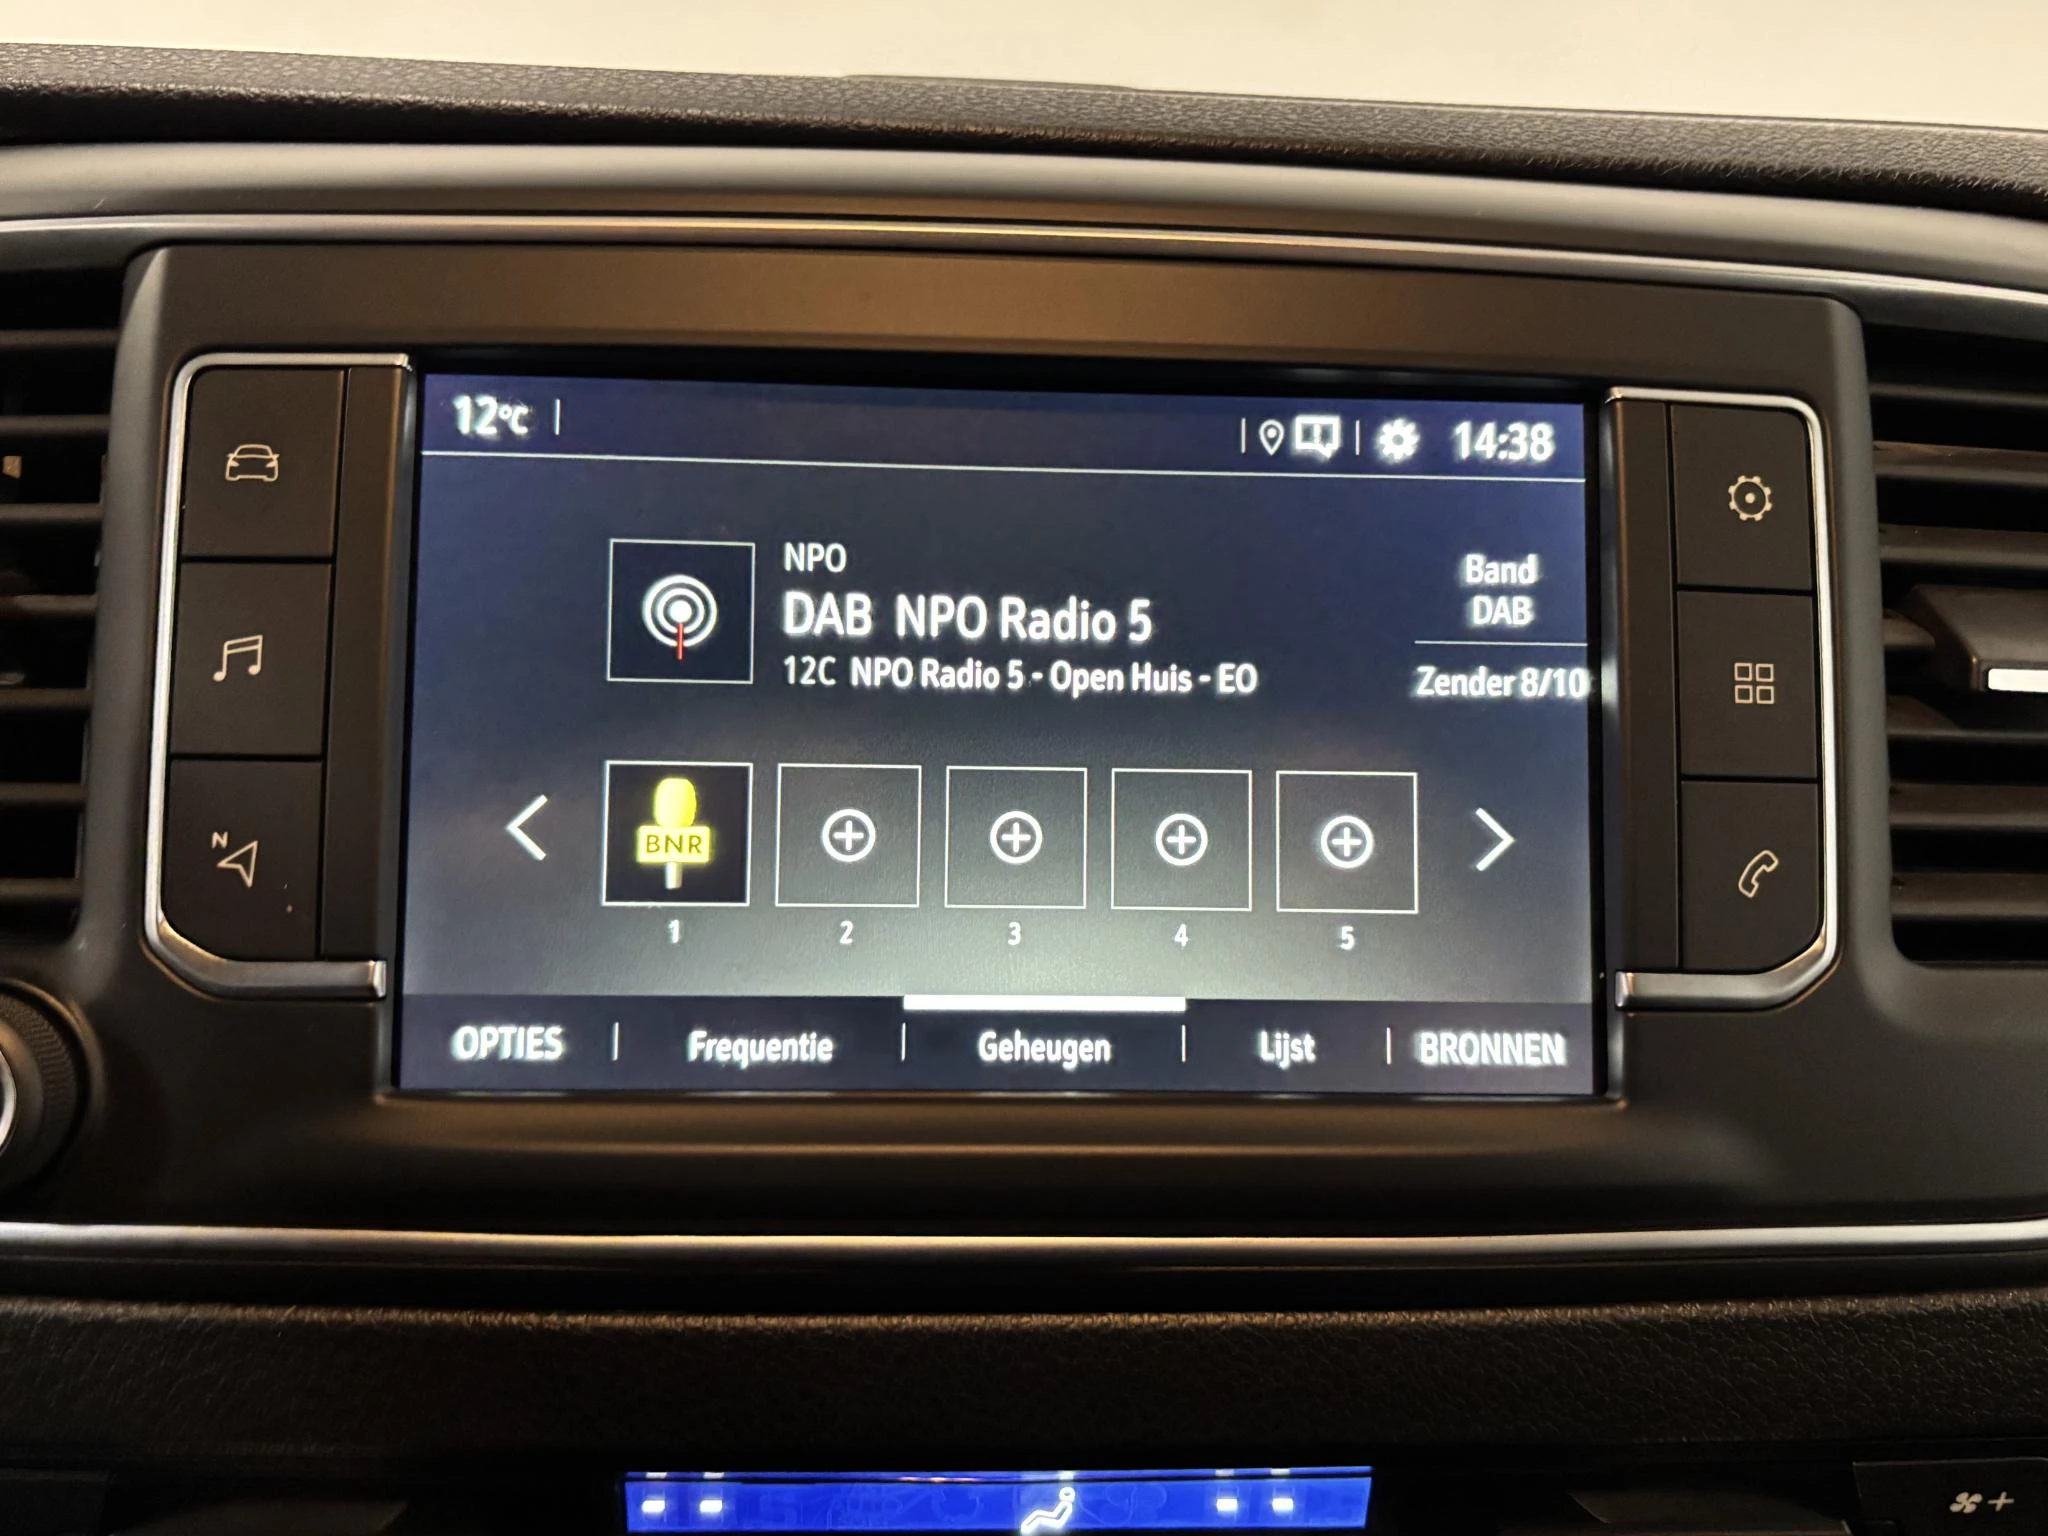 12°C
14:38
NPO
DAB NPO Radio 5
12C NPO Radio 5 - Open Huis - EO
Band
DAB
Zender 8/10
N
BNR
1
2
3
4
5
OPTIES
Frequentie
Geheugen
Lijst
BRONNEN
+